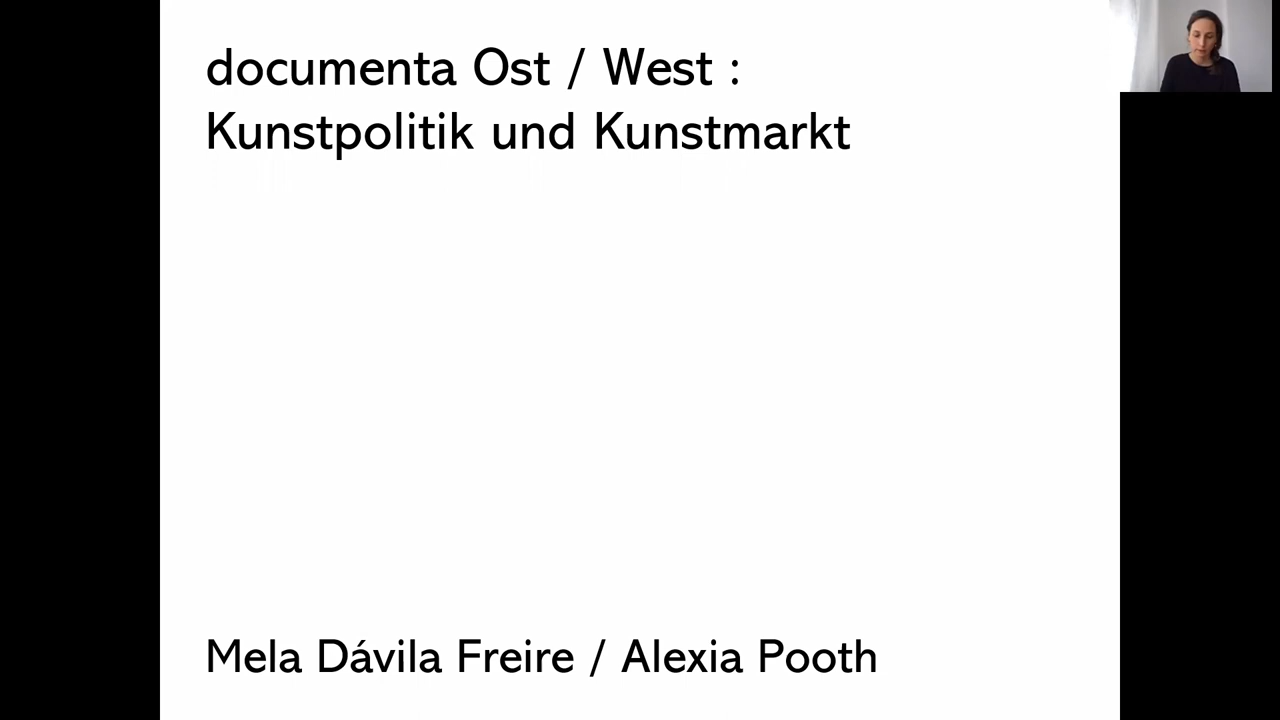 documenta Ost / West :
Kunstpolitik und Kunstmarkt
Mela Dávila Freire / Alexia Pooth